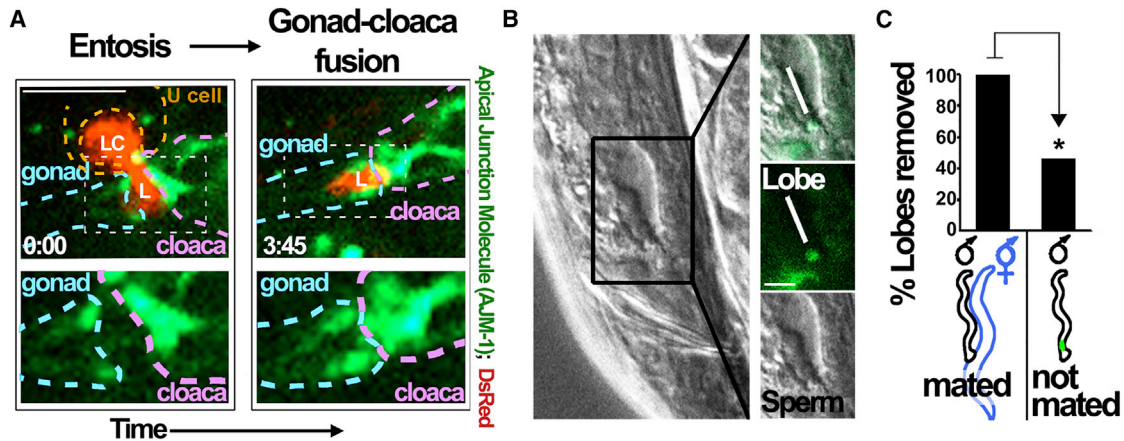 A
Entosis
Gonad-cloaca
fusion
U cell
LC
gonad
L
cloaca
0:00
gonad
L
cloaca
3:45
gonad
cloaca
gonad
cloaca
Time
Apical Junction Molecule (AJM-1); DsRed
B
Lobe
Sperm
C
% Lobes removed
100
80
60
40
20
0
*
♂
⚥
♂
mated
not
mated